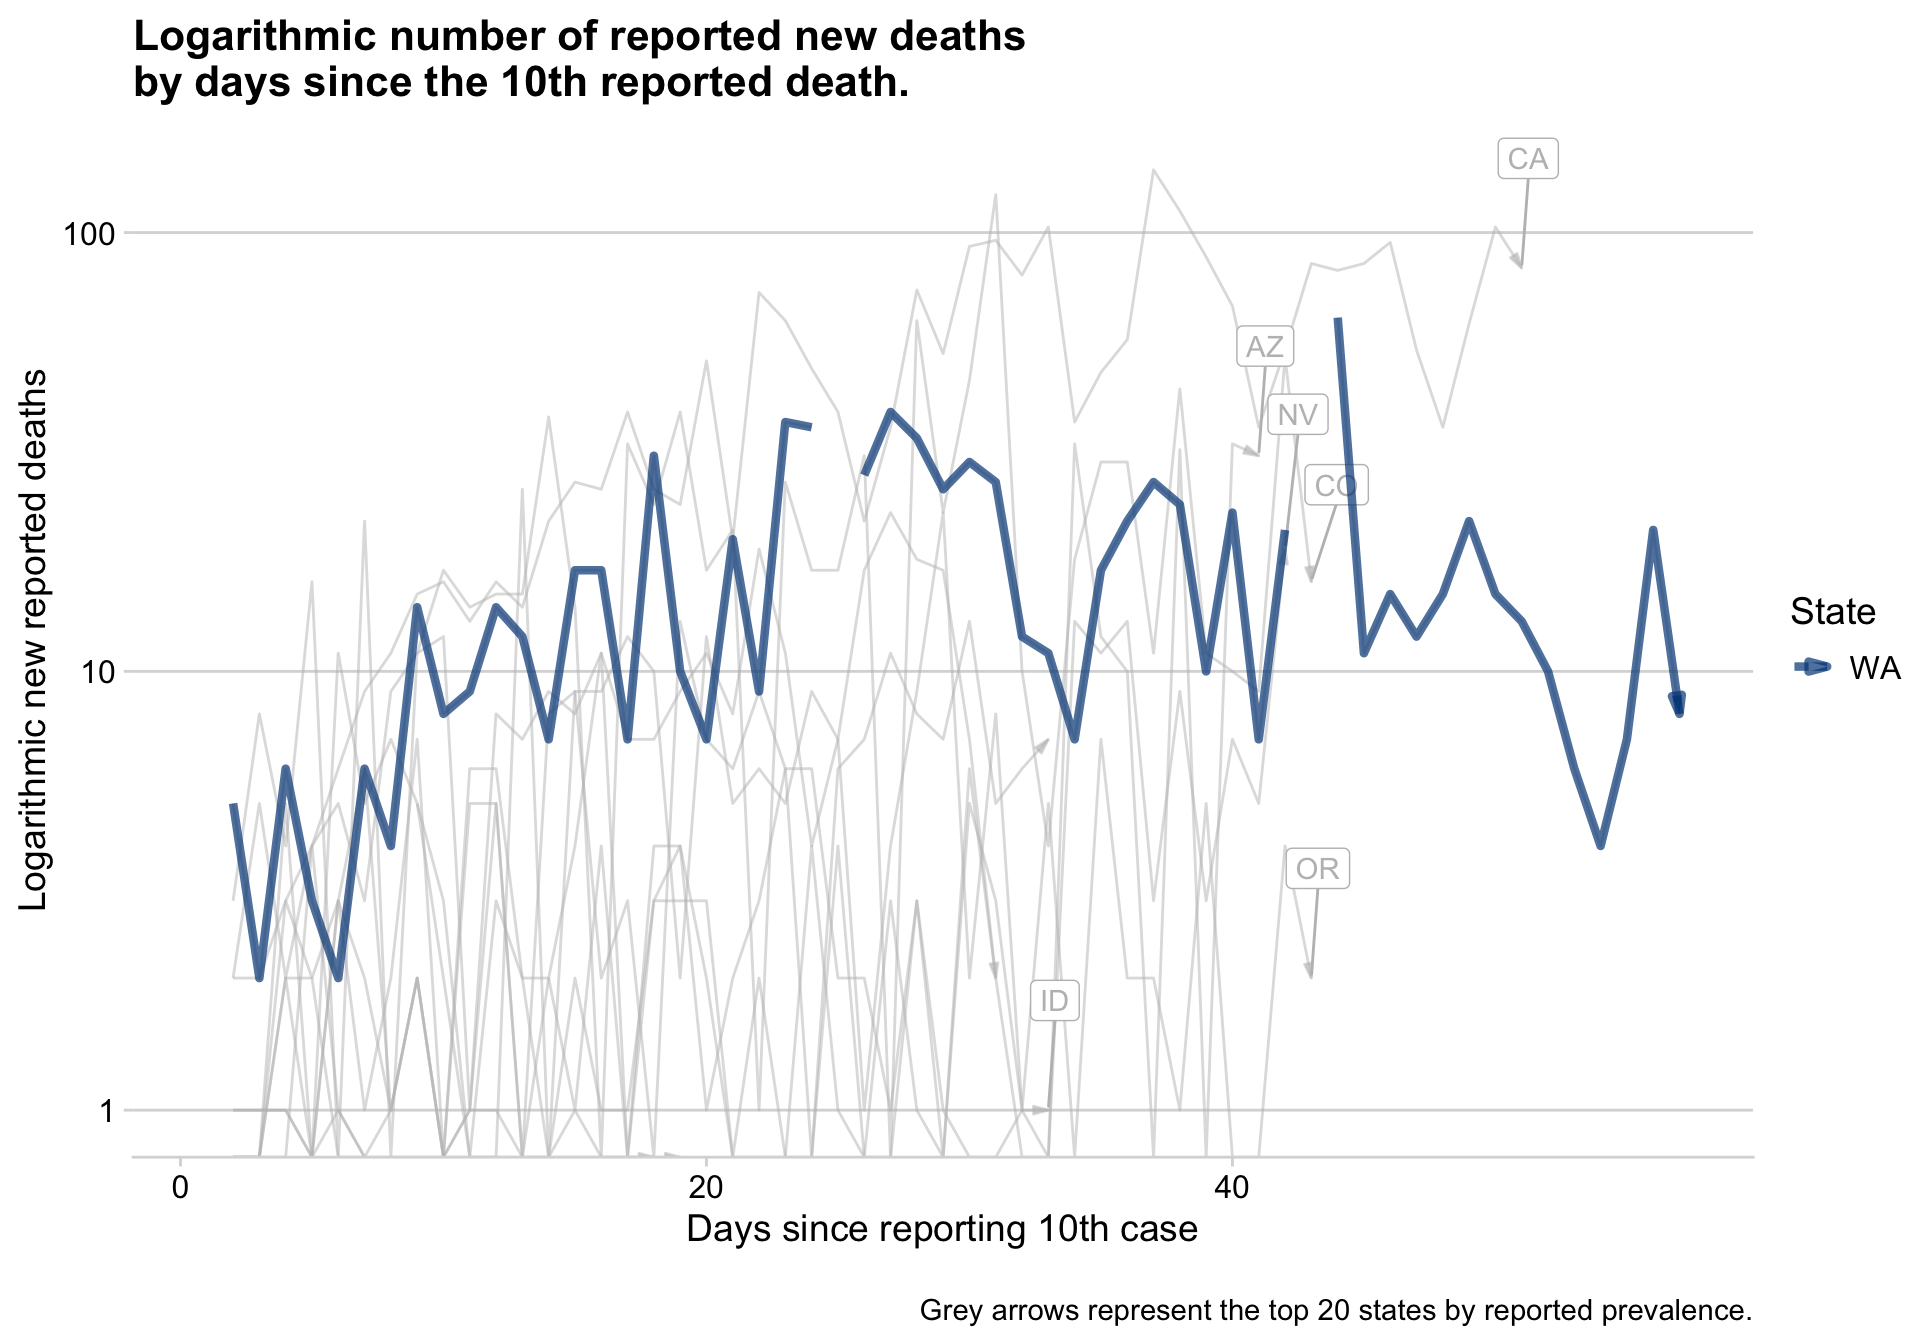 Logarithmic number of reported new deaths
by days since the 10th reported death.
Logarithmic new reported deaths
100
10
1
CA
AZ
NV
CO
OR
ID
State
WA
0 20 40
Days since reporting 10th case
Grey arrows represent the top 20 states by reported prevalence.